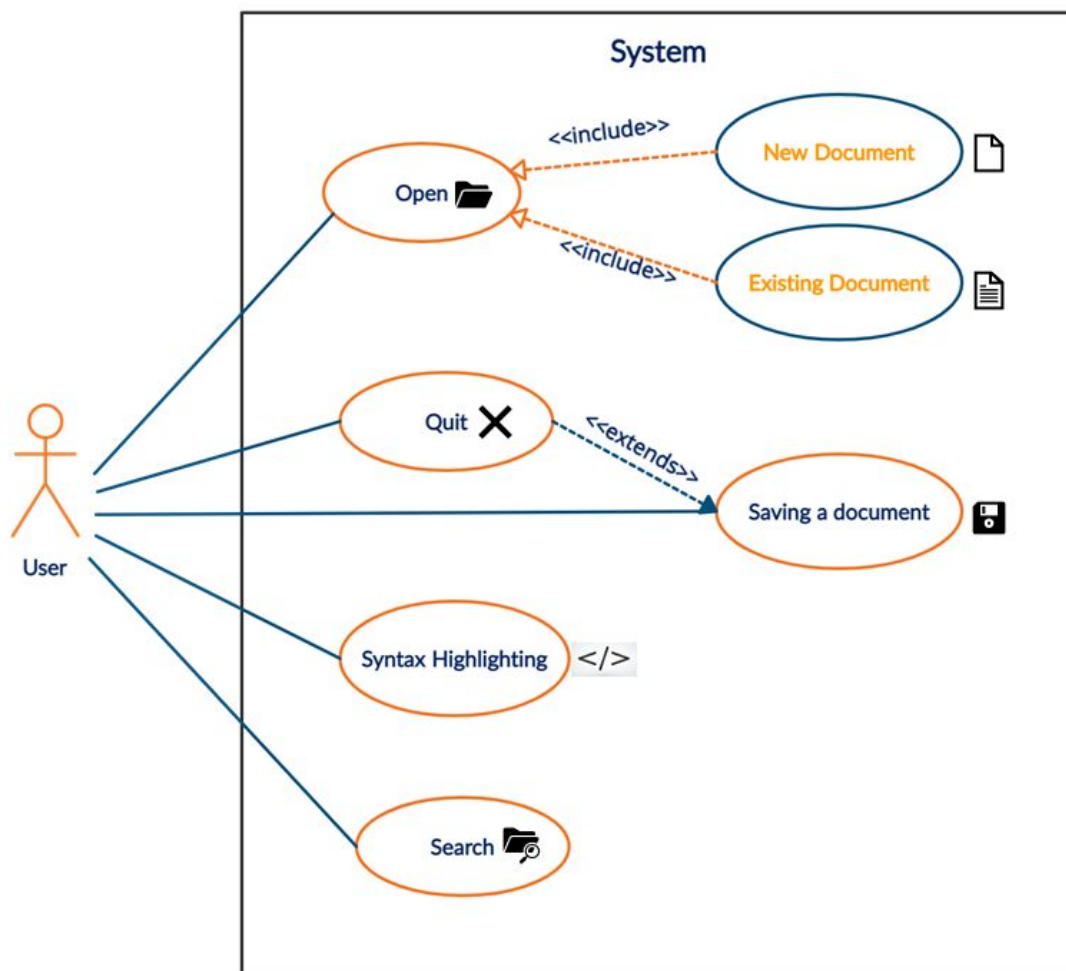 System
<<include>>
New Document
Open
<<include>>
Existing Document
Quit
<<extends>>
Saving a document
User
Syntax Highlighting
</>
Search